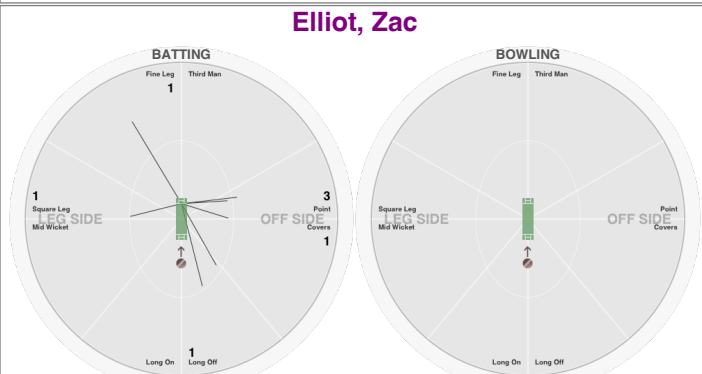 Elliot, Zac
BATTING
Fine Leg Third Man
1
1
Square Leg
LEG SIDE
Mid Wicket
3
Point
OFF SIDE
Covers
1
1
Long On Long Off
BOWLING
Fine Leg Third Man
Square Leg
LEG SIDE
Mid Wicket
Point
OFF SIDE
Covers
Long On Long Off